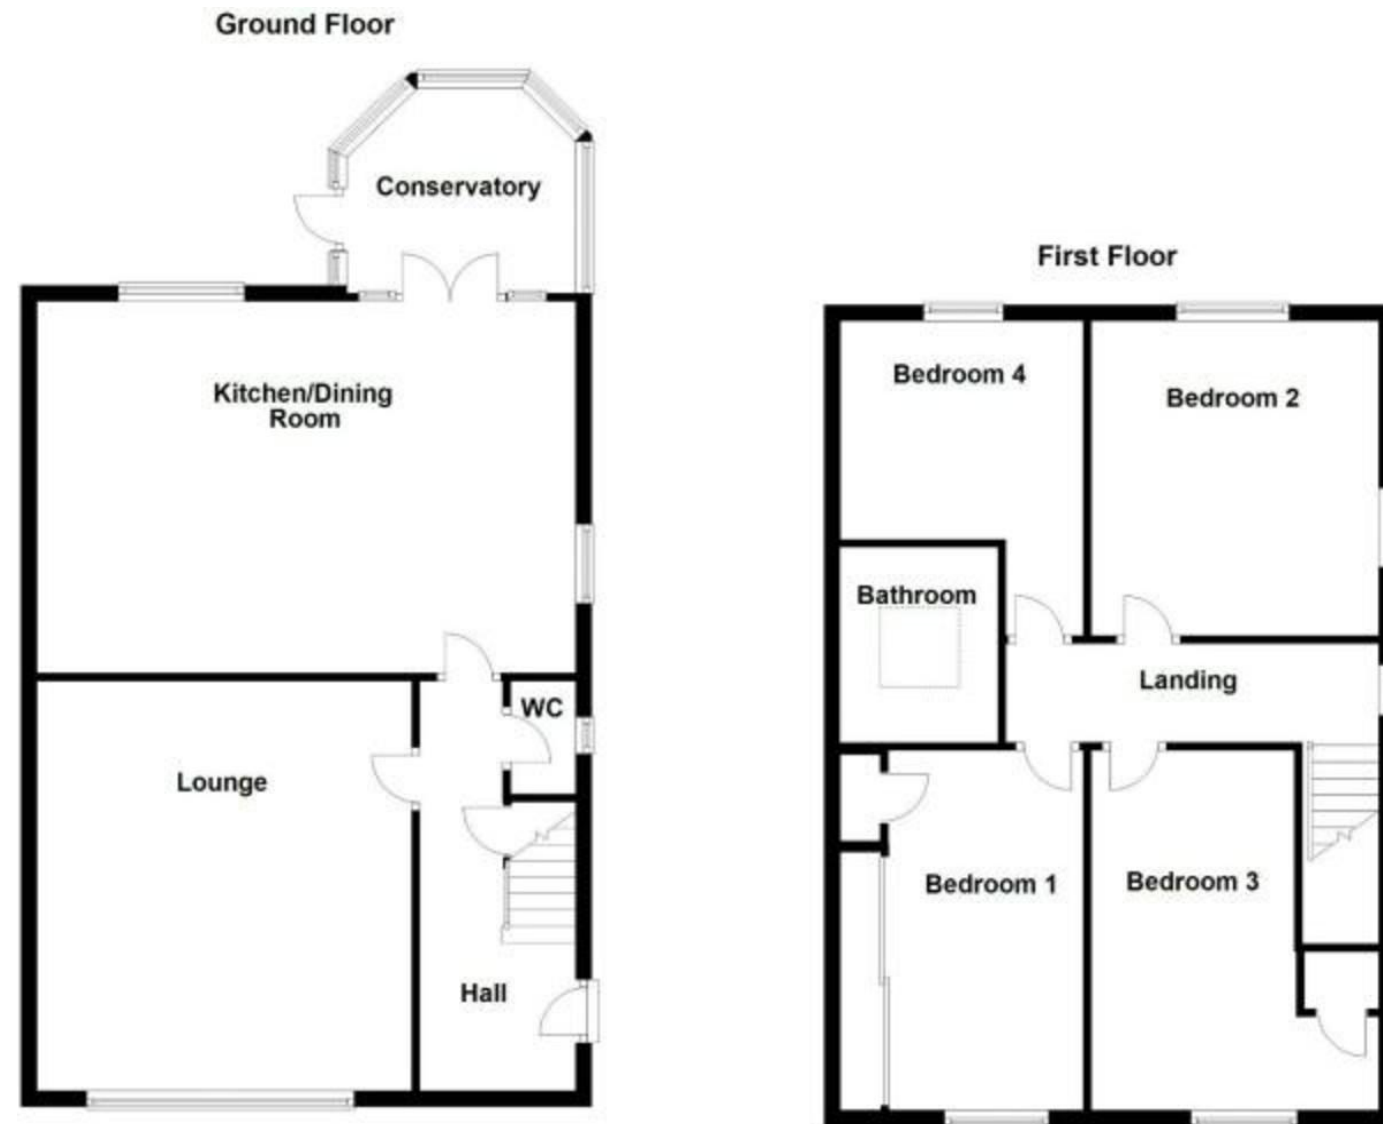 Ground Floor
Conservatory
Kitchen/Dining
Room
WC
Lounge
Hall
First Floor
Bedroom 4
Bedroom 2
Bathroom
Landing
Bedroom 1
Bedroom 3